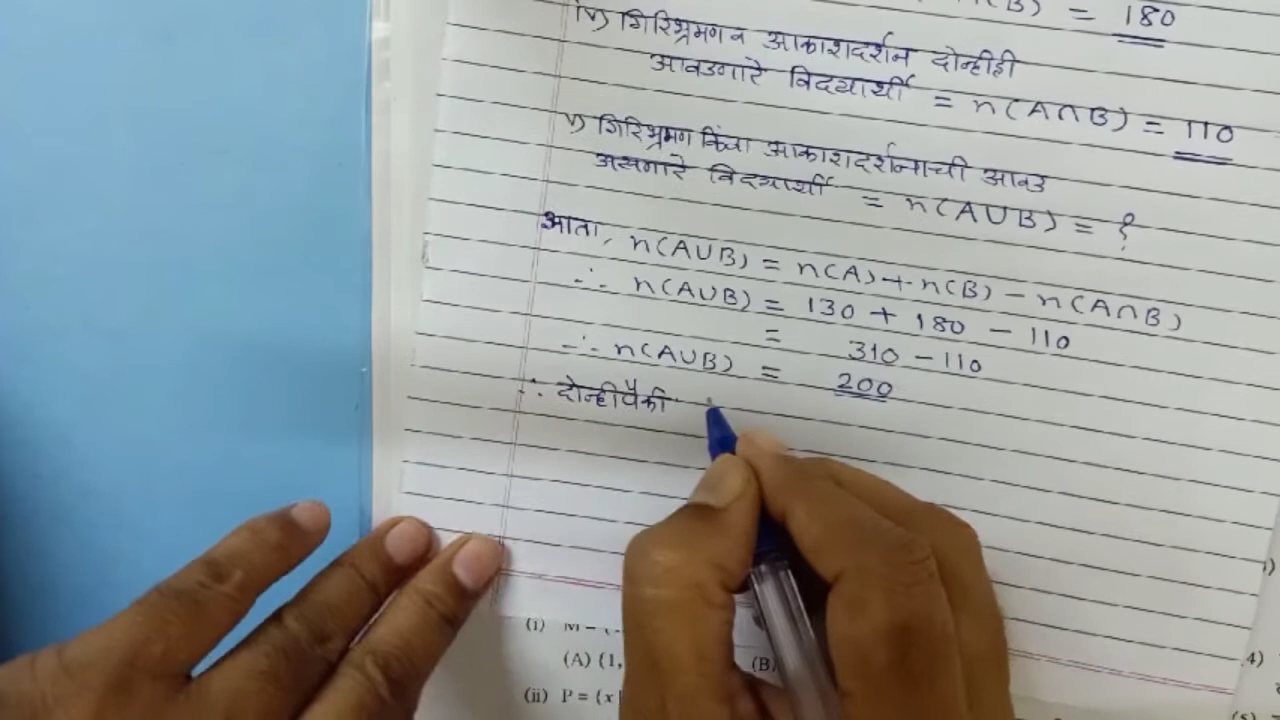 n(B) = 180
iv) गिरिभ्रमण व आकाशदर्शन दोन्हीही
आवडणारे विद्यार्थी = n(A∩B) = 110
v) गिरिभ्रमण किंवा आकाशदर्शनाची आवड
असणारे विद्यार्थी = n(A∪B) = ?
आता, n(A∪B) = n(A) + n(B) - n(A∩B)
∴ n(A∪B) = 130 + 180 - 110
= 310 - 110
∴ n(A∪B) = 200
∴ दोन्हीपैकी
(i)
(A) {1, (B)
(ii) P = {x |
4)